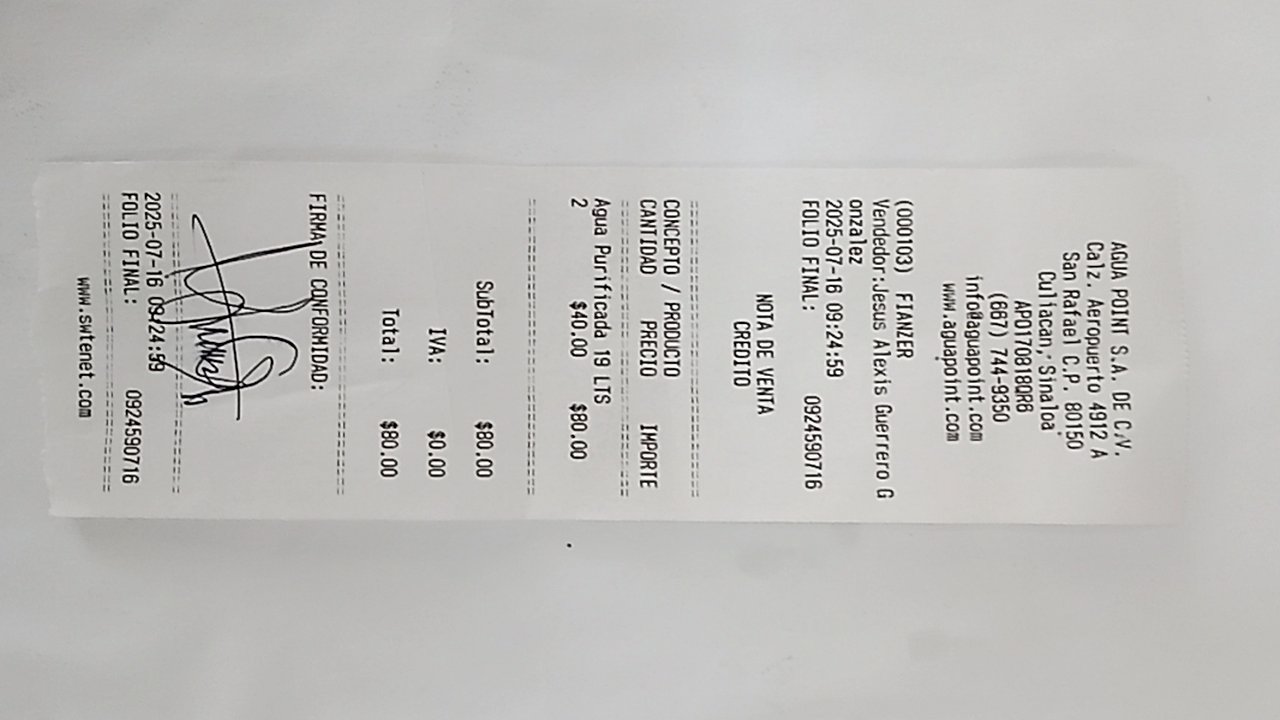 AGUA POINT S.A. DE C.V.
Calz. Aeropuerto 4912 A
San Rafael C.P. 80150
Culiacan, Sinaloa
APO170818QR6
(667) 744-9350
info@aguapoint.com
www.aguapoint.com
(000103) FIANZER
Vendedor:Jesus Alexis Guerrero G
onzalez
2025-07-16 09:24:59
FOLIO FINAL: 0924590716
NOTA DE VENTA
CREDITO
================================
CONCEPTO / PRODUCTO
CANTIDAD PRECIO IMPORTE
================================
Agua Purificada 19 LTS
2 $40.00 $80.00
================================
SubTotal: $80.00
IVA: $0.00
Total: $80.00
================================
FIRMA DE CONFORMIDAD:
================================
2025-07-16 09:24:59
FOLIO FINAL: 0924590716
================================
www.swtenet.com